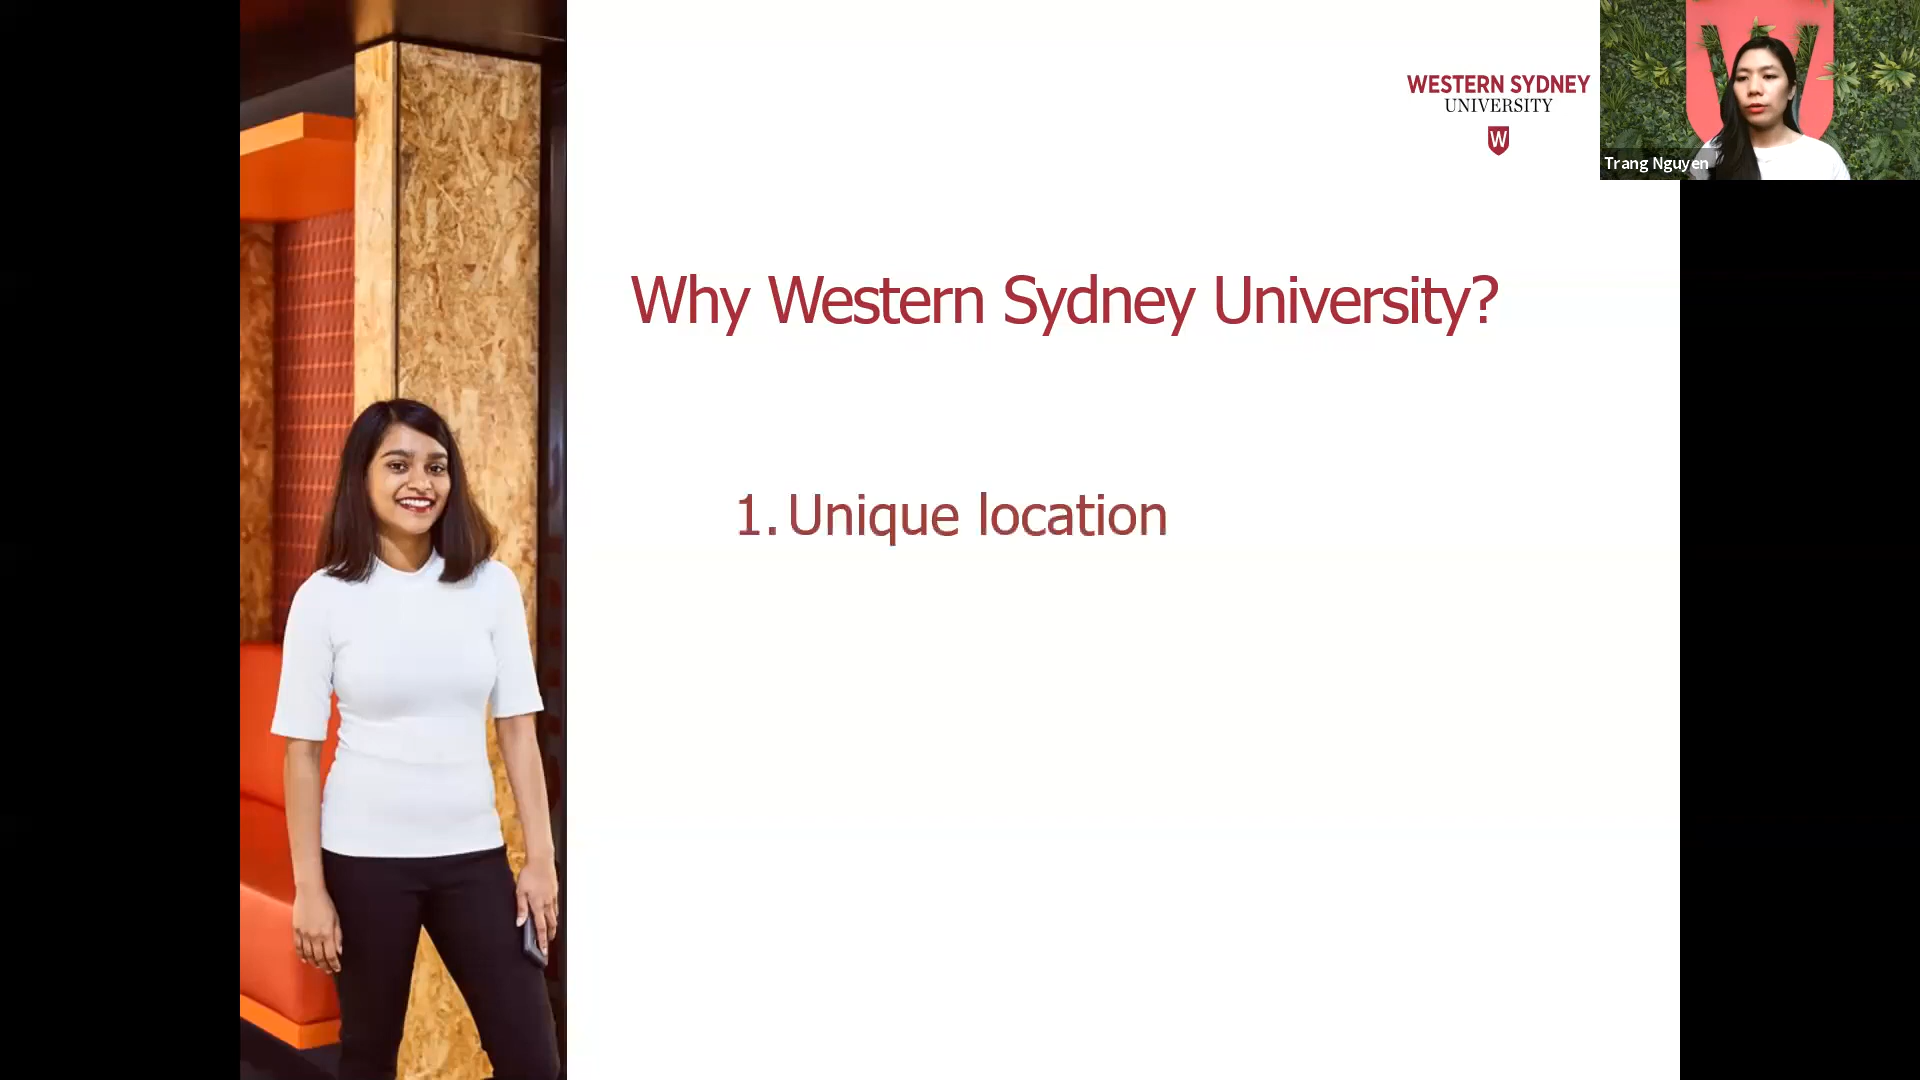 WESTERN SYDNEY
UNIVERSITY
W
W
Trang Nguyen
Why Western Sydney University?
1. Unique location